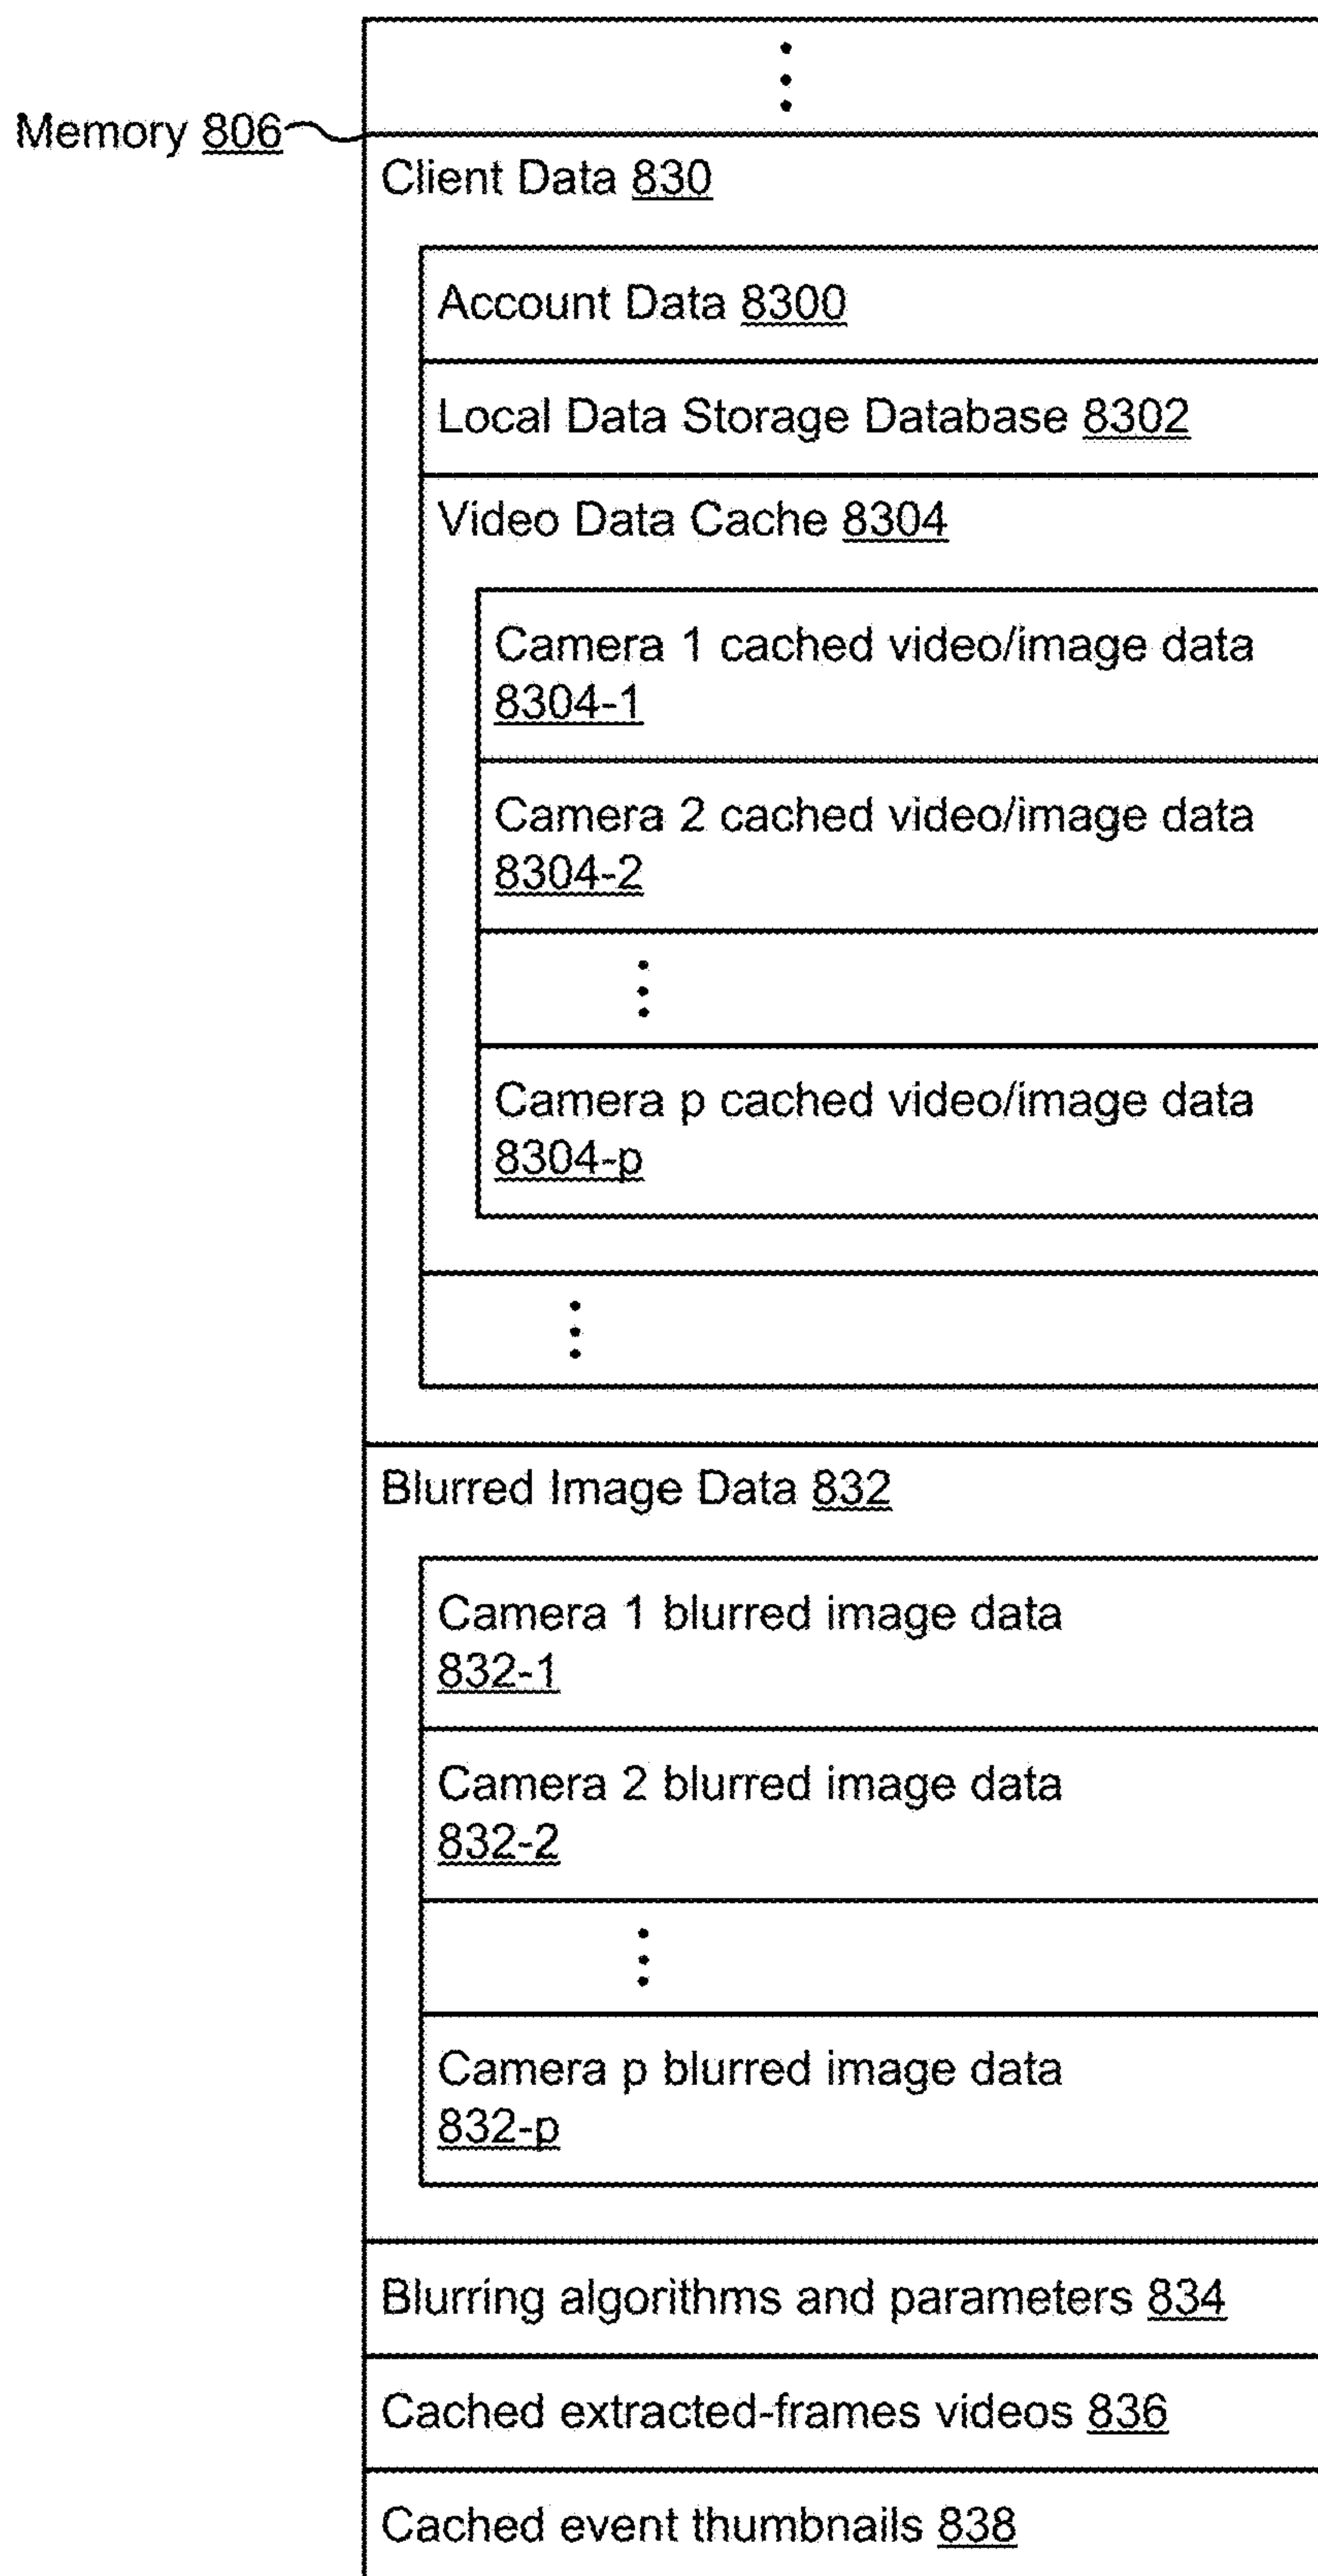 Memory 806
Client Data 830
Account Data 8300
Local Data Storage Database 8302
Video Data Cache 8304
Camera 1 cached video/image data
8304-1
Camera 2 cached video/image data
8304-2
Camera p cached video/image data
8304-p
Blurred Image Data 832
Camera 1 blurred image data
832-1
Camera 2 blurred image data
832-2
Camera p blurred image data
832-p
Blurring algorithms and parameters 834
Cached extracted-frames videos 836
Cached event thumbnails 838